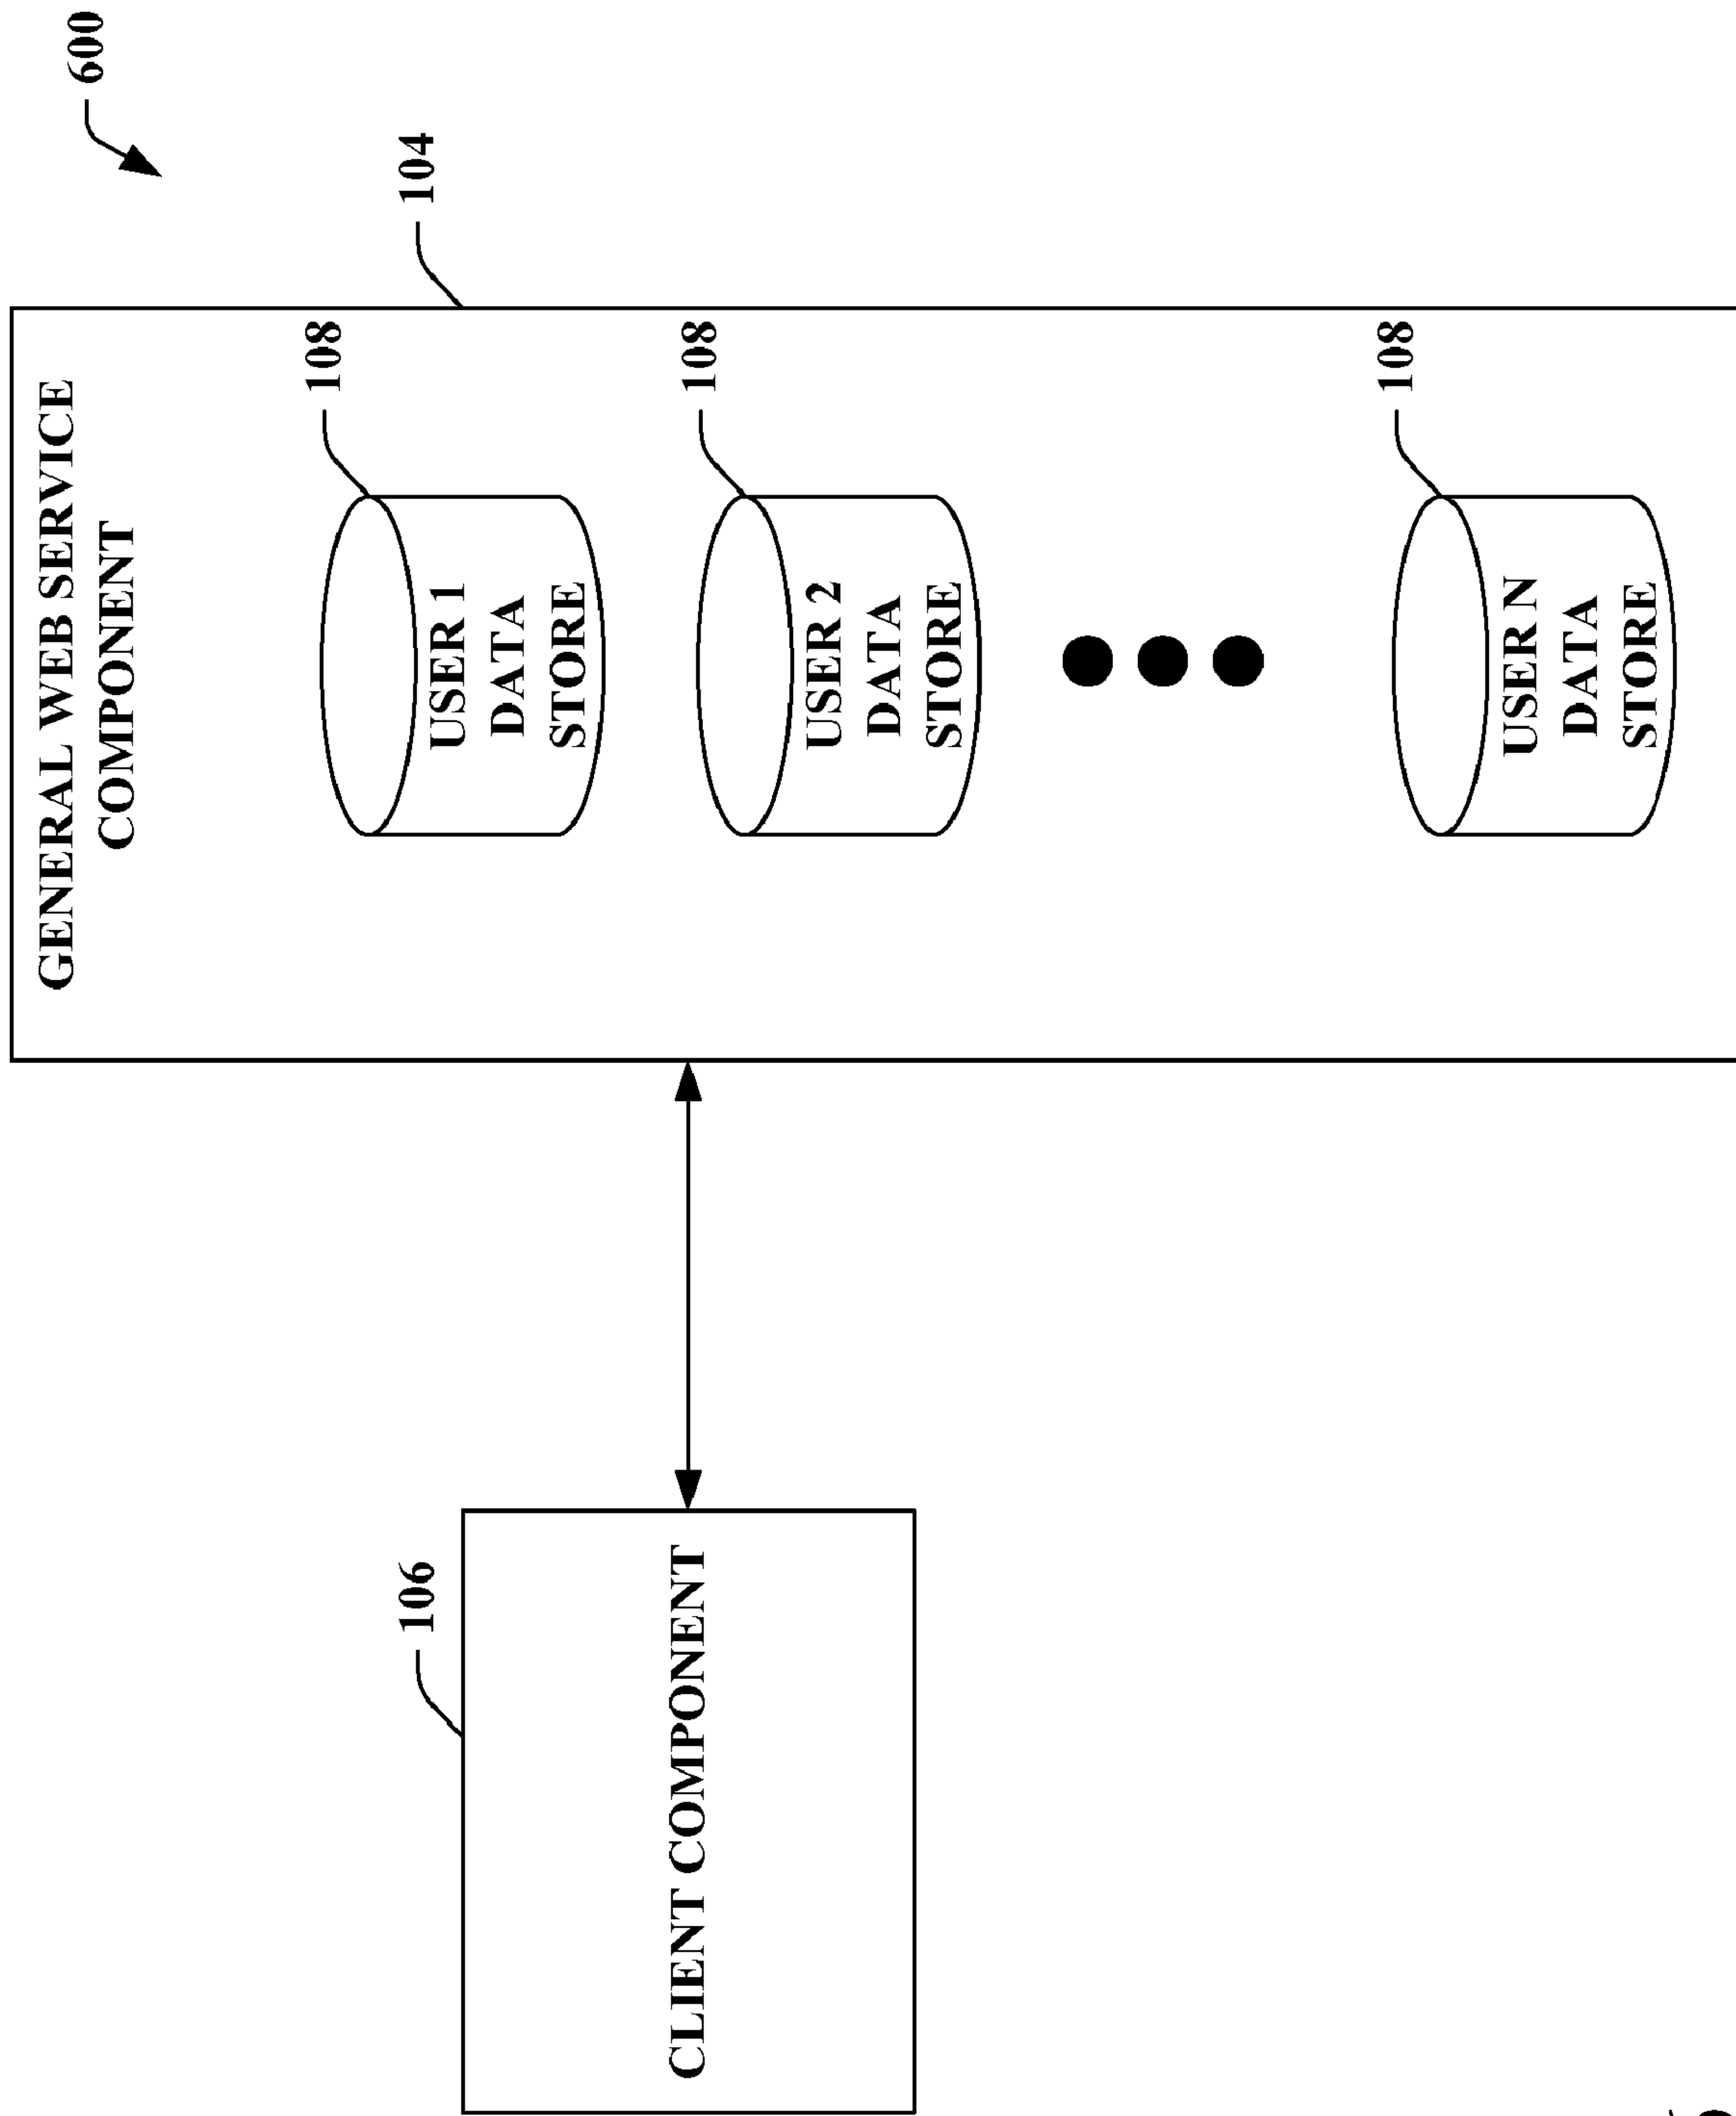 600
104
GENERAL WEB SERVICE
COMPONENT
108
USER 1
DATA
STORE
108
USER 2
DATA
STORE
108
USER N
DATA
STORE
106
CLIENT COMPONENT